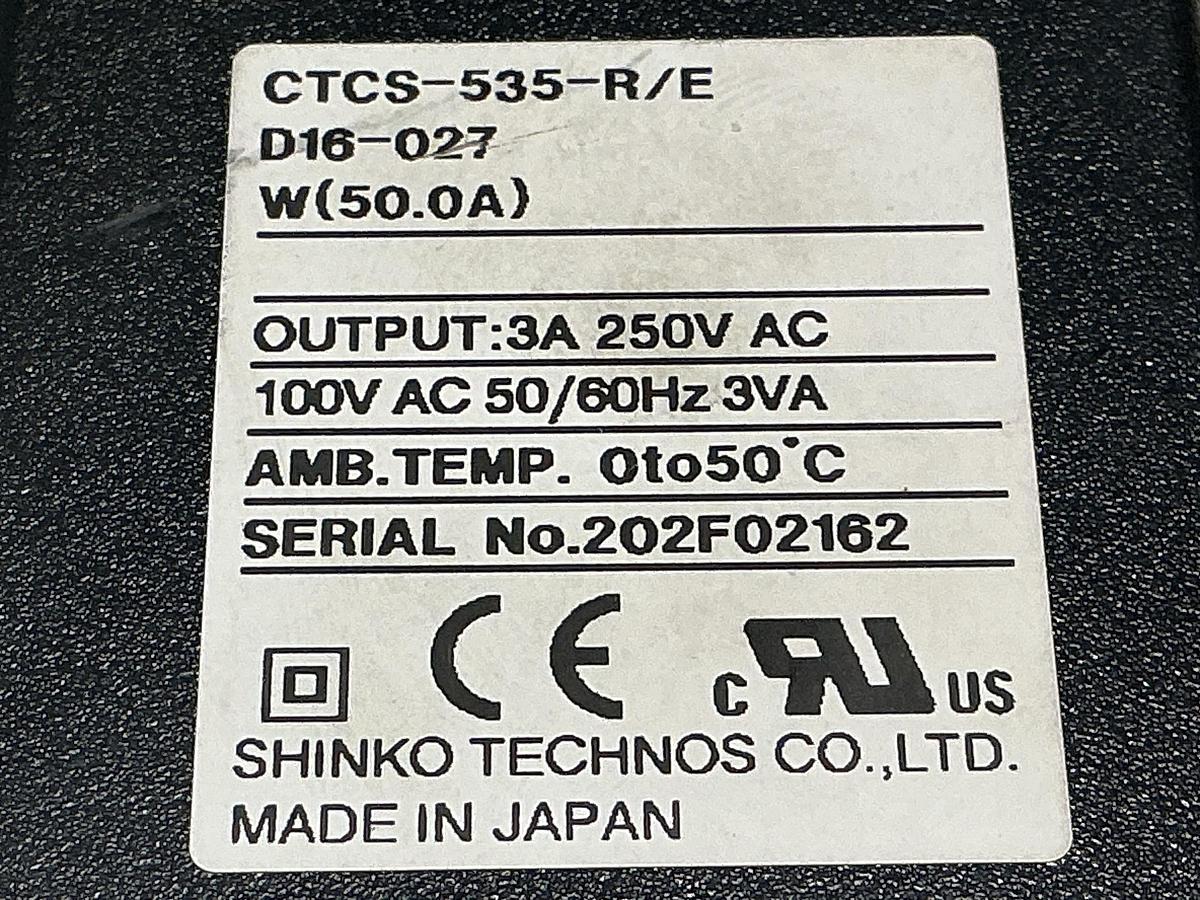 CTCS-535-R/E
D16-027
W(50.0A)
OUTPUT:3A 250V AC
100V AC 50/60Hz 3VA
AMB.TEMP. 0to50°C
SERIAL No.202F02162
CE c RU US
SHINKO TECHNOS CO.,LTD.
MADE IN JAPAN